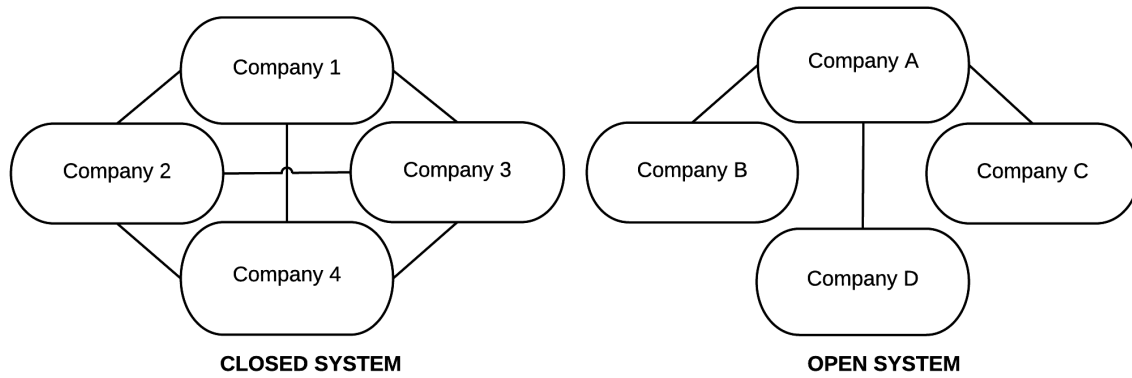 Company 1
Company 2
Company 3
Company 4
CLOSED SYSTEM
Company A
Company B
Company C
Company D
OPEN SYSTEM